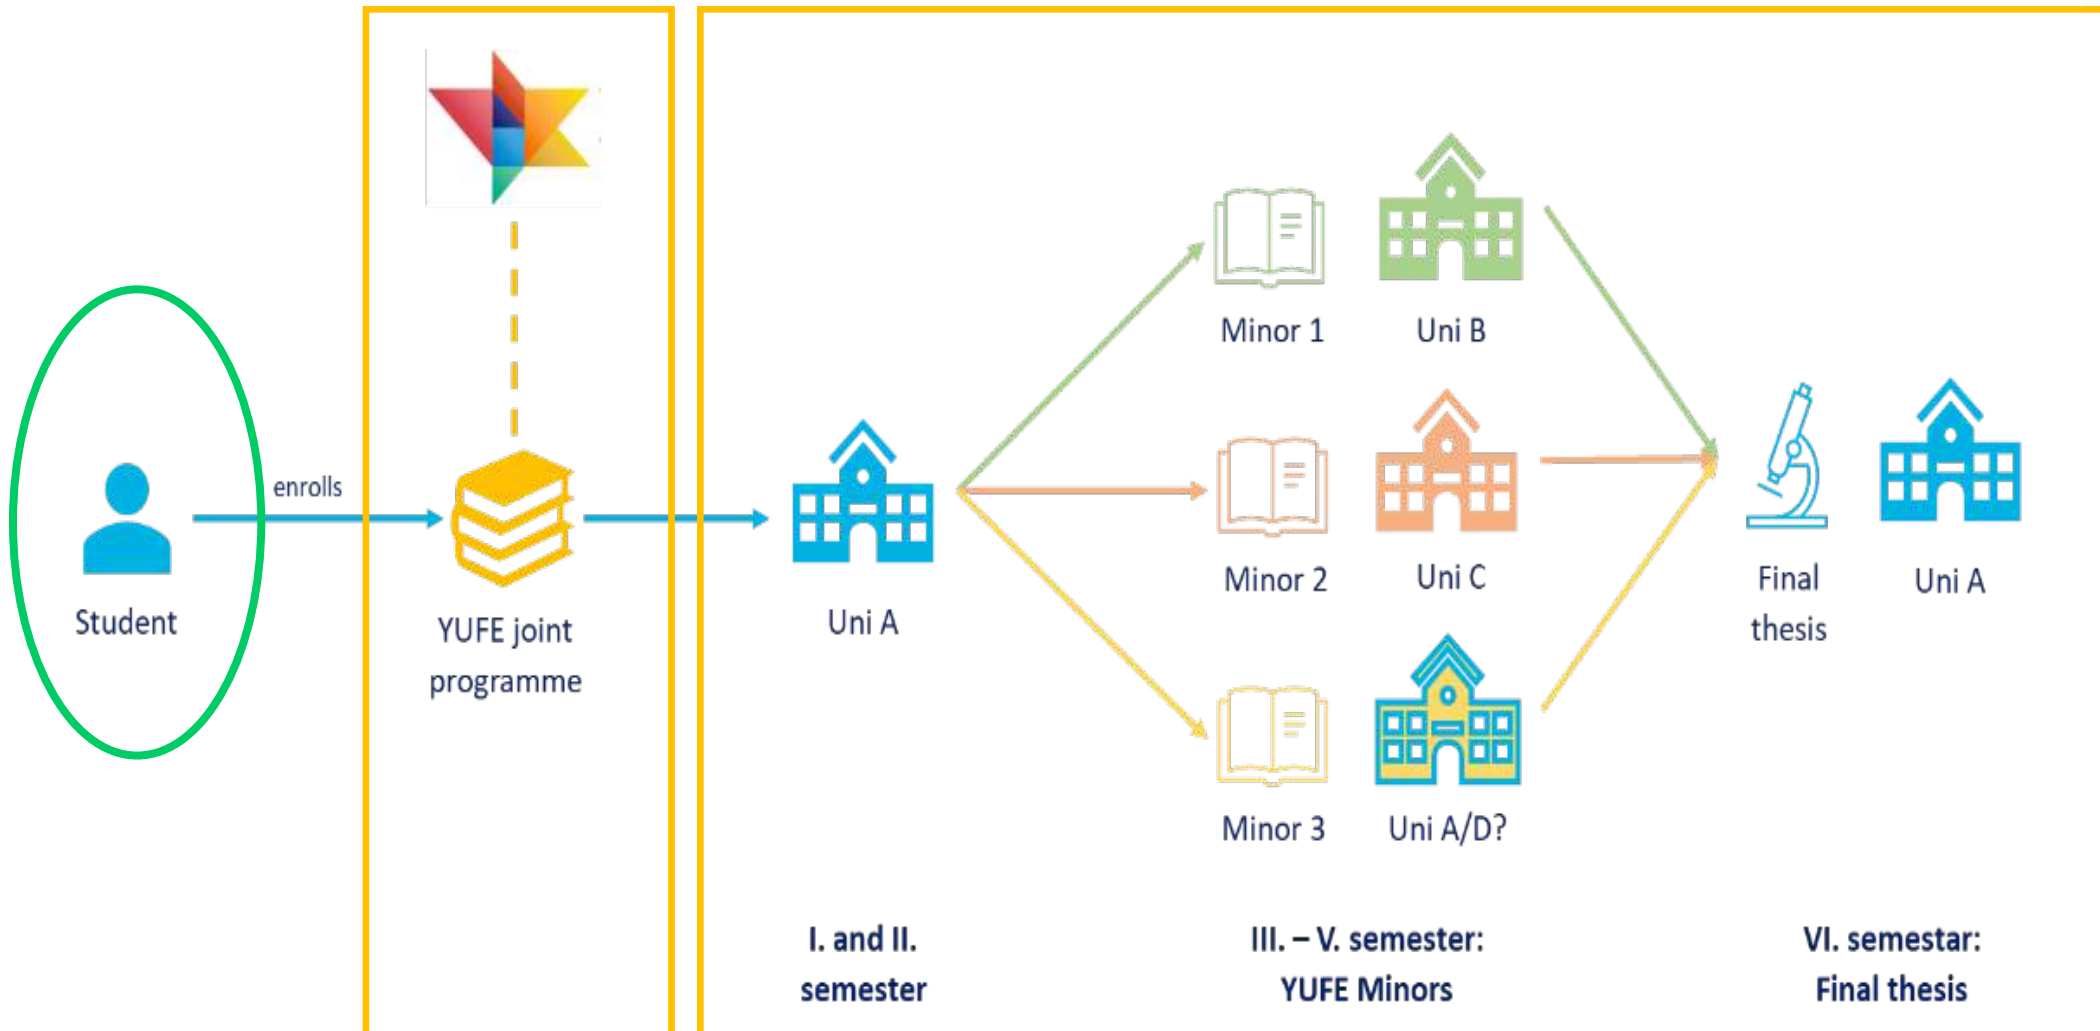 Student
enrolls
YUFE joint
programme
Uni A
Minor 1
Uni B
Minor 2
Uni C
Minor 3
Uni A/D?
Final
thesis
Uni A
I. and II.
semester
III. – V. semester:
YUFE Minors
VI. semestar:
Final thesis